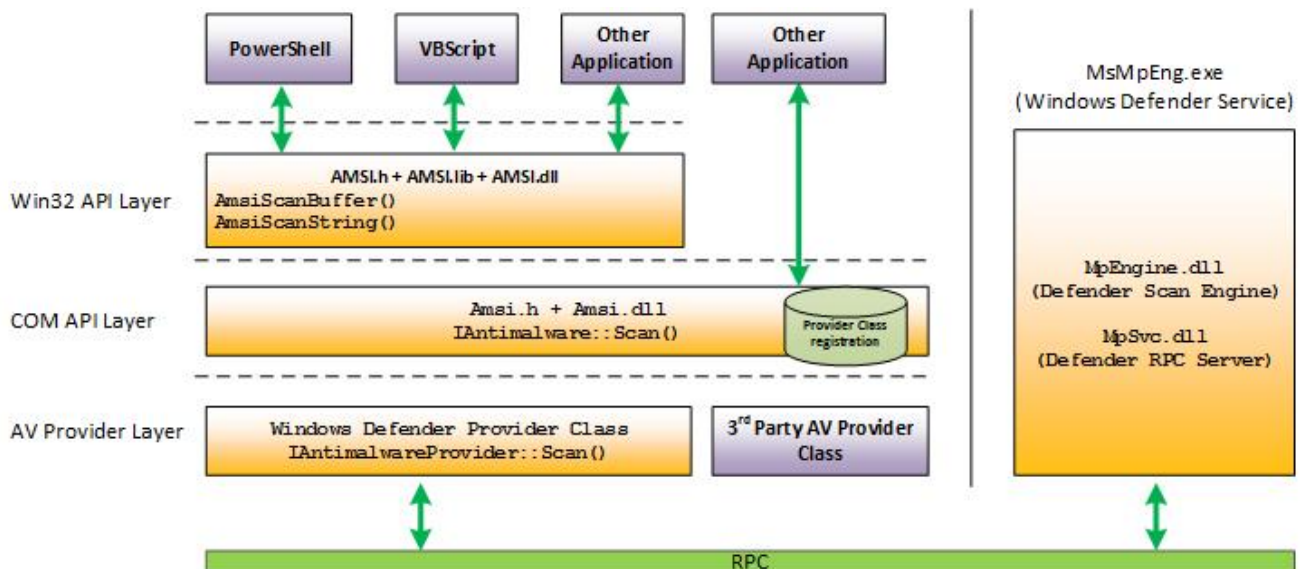 PowerShell
VBScript
Other
Application
Other
Application
MsMpEng.exe
(Windows Defender Service)
Win32 API Layer
AMSI.h + AMSI.lib + AMSI.dll
AmsiScanBuffer()
AmsiScanString()
COM API Layer
Amsi.h + Amsi.dll
IAntimalware::Scan()
Provider Class
registration
MpEngine.dll
(Defender Scan Engine)
MpSvc.dll
(Defender RPC Server)
AV Provider Layer
Windows Defender Provider Class
IAntimalwareProvider::Scan()
3rd Party AV Provider
Class
RPC